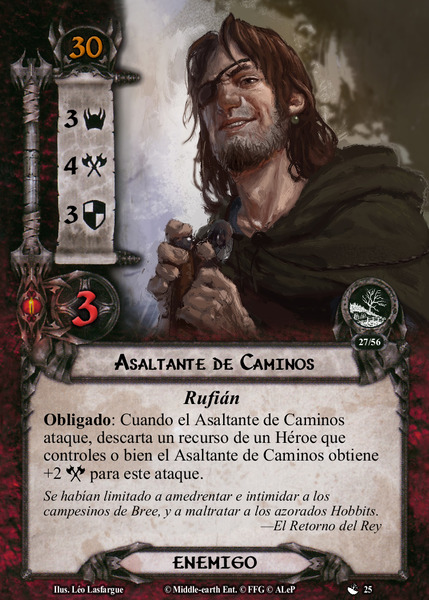 30
3
4
3
3
27/56
Asaltante de Caminos
Rufián
Obligado: Cuando el Asaltante de Caminos
ataque, descarta un recurso de un Héroe que
controles o bien el Asaltante de Caminos obtiene
+2 para este ataque.
Se habían limitado a amedrentar e intimidar a los
campesinos de Bree, y a maltratar a los azorados Hobbits.
—El Retorno del Rey
ENEMIGO
Ilus. Léo Lasfargue © Middle-earth Ent. © FFG © ALeP 25